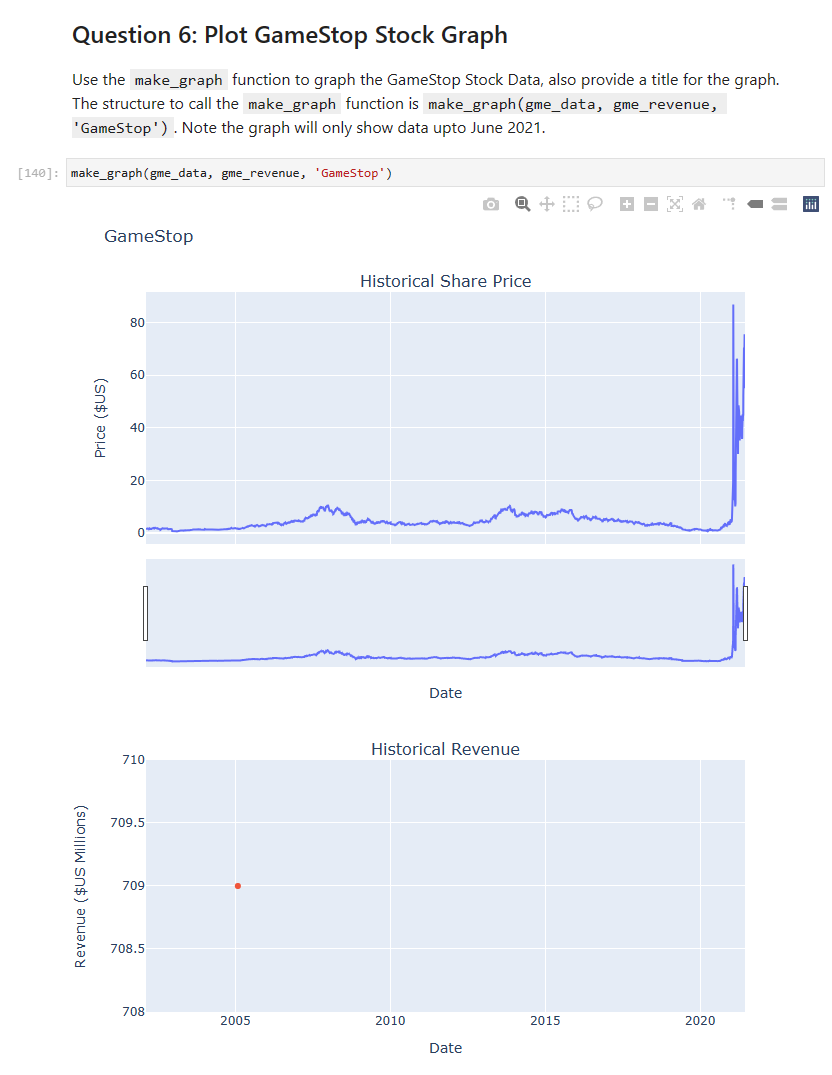 Question 6: Plot GameStop Stock Graph
Use the make_graph function to graph the GameStop Stock Data, also provide a title for the graph.
The structure to call the make_graph function is make_graph(gme_data, gme_revenue,
'GameStop'). Note the graph will only show data upto June 2021.
[140]: make_graph(gme_data, gme_revenue, 'GameStop')
GameStop
Historical Share Price
80
60
40
20
0
Price ($US)
Date
Historical Revenue
710
709.5
709
708.5
708
Revenue ($US Millions)
2005 2010 2015 2020
Date